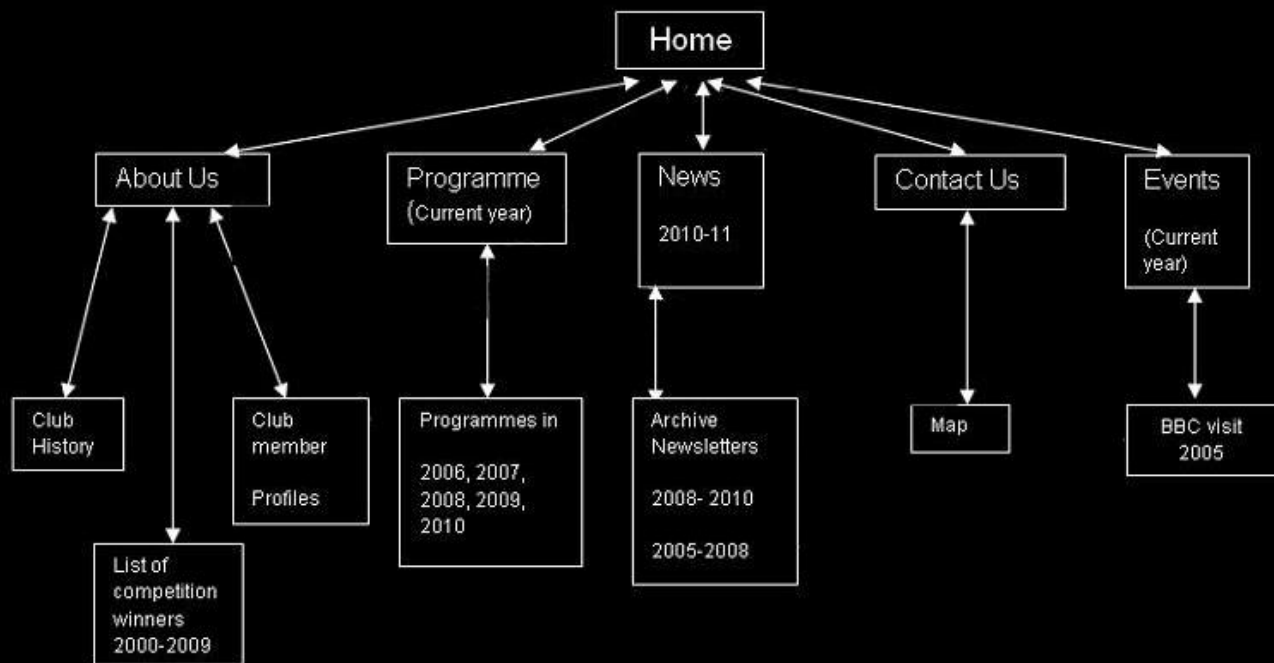 Home
About Us
Programme
(Current year)
News
2010-11
Contact Us
Events
(Current
year)
Club
History
List of
competition
winners
2000-2009
Club
member
Profiles
Programmes in
2006, 2007,
2008, 2009,
2010
Archive
Newsletters
2008- 2010
2005-2008
Map
BBC visit
2005